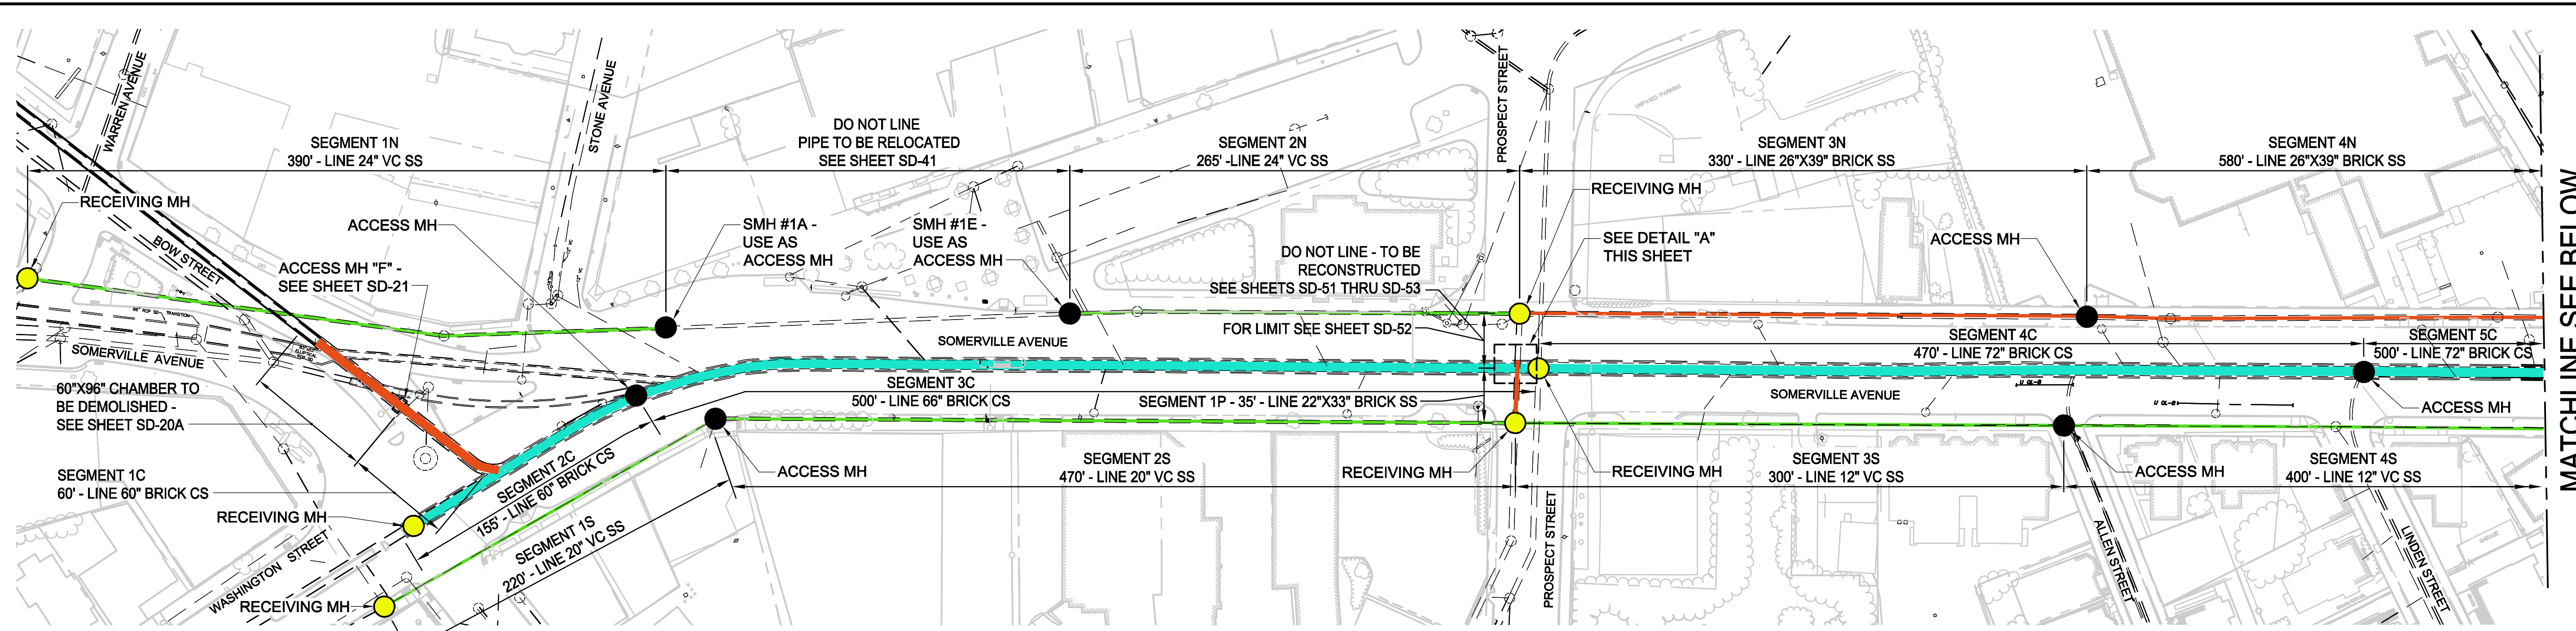 WARREN AVENUE
STONE AVENUE
PROSPECT STREET
SEGMENT 1N
390' - LINE 24" VC SS
DO NOT LINE
PIPE TO BE RELOCATED
SEE SHEET SD-41
SEGMENT 2N
265' -LINE 24" VC SS
UNPAVED PARKING
SEGMENT 3N
330' - LINE 26"X39" BRICK SS
SEGMENT 4N
580' - LINE 26"X39" BRICK SS
RECEIVING MH
BOW STREET
ACCESS MH
ACCESS MH "F" -
SEE SHEET SD-21
SMH #1A -
USE AS
ACCESS MH
SMH #1E -
USE AS
ACCESS MH
DO NOT LINE - TO BE
RECONSTRUCTED
SEE SHEETS SD-51 THRU SD-53
FOR LIMIT SEE SHEET SD-52
RECEIVING MH
SEE DETAIL "A"
THIS SHEET
ACCESS MH
SOMERVILLE AVENUE
SOMERVILLE AVENUE
SEGMENT 4C
470' - LINE 72" BRICK CS
SEGMENT 5C
500' - LINE 72" BRICK CS
60"X96" CHAMBER TO
BE DEMOLISHED -
SEE SHEET SD-20A
SEGMENT 3C
500' - LINE 66" BRICK CS
SEGMENT 1P - 35' - LINE 22"X33" BRICK SS
SOMERVILLE AVENUE
ACCESS MH
SEGMENT 1C
60' - LINE 60" BRICK CS
RECEIVING MH
SEGMENT 2C
155' - LINE 60" BRICK CS
SEGMENT 1S
220' - LINE 20" VC SS
ACCESS MH
SEGMENT 2S
470' - LINE 20" VC SS
RECEIVING MH
RECEIVING MH
SEGMENT 3S
300' - LINE 12" VC SS
ACCESS MH
SEGMENT 4S
400' - LINE 12" VC SS
WASHINGTON STREET
RECEIVING MH
PROSPECT STREET
ALLEN STREET
LINDEN STREET
GARAGE
MATCHLINE SEE BELOW